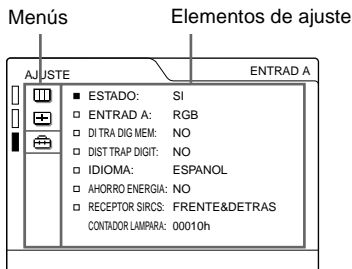 Menús Elementos de ajuste
AJUSTE ENTRAD A
ESTADO: SI
ENTRAD A: RGB
DI TRA DIG MEM: NO
DIST TRAP DIGIT: NO
IDIOMA: ESPANOL
AHORRO ENERGIA: NO
RECEPTOR SIRCS: FRENTE&DETRAS
CONTADOR LAMPARA: 00010h